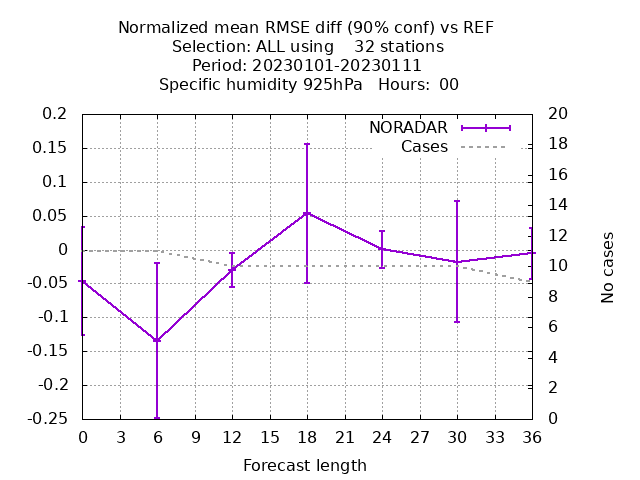 Normalized mean RMSE diff (90% conf) vs REF
Selection: ALL using    32 stations
Period: 20230101-20230111
Specific humidity 925hPa   Hours:  00
NORADAR
Cases
0.2
0.15
0.1
0.05
0
-0.05
-0.1
-0.15
-0.2
-0.25
20
18
16
14
12
10
8
6
4
2
0
No cases
0 3 6 9 12 15 18 21 24 27 30 33 36
Forecast length